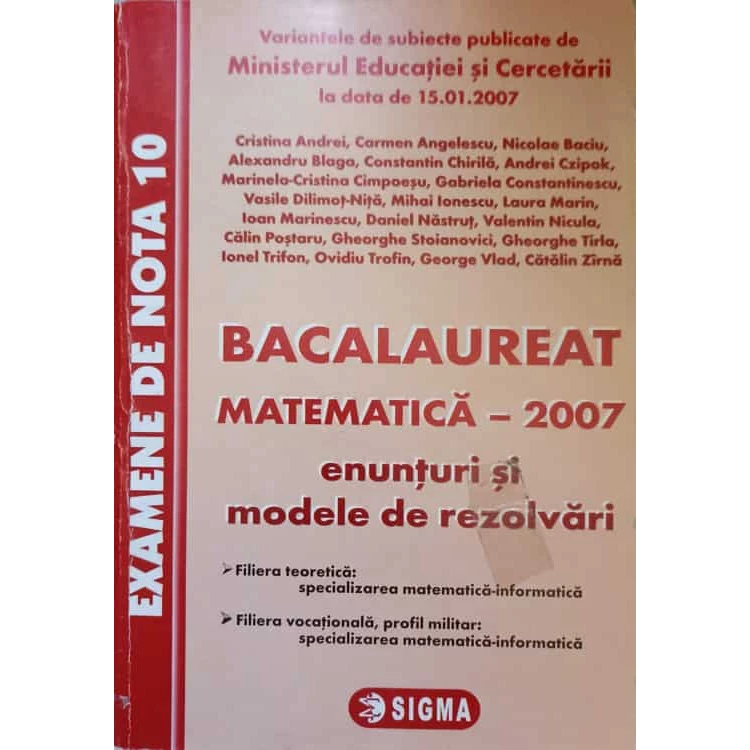 Variantele de subiecte publicate de
Ministerul Educației și Cercetării
la data de 15.01.2007
Cristina Andrei, Carmen Angelescu, Nicolae Baciu,
Alexandru Blaga, Constantin Chirilă, Andrei Czipok,
Marinela-Cristina Cimpoeșu, Gabriela Constantinescu,
Vasile Dilimoț-Niță, Mihai Ionescu, Laura Marin,
Ioan Marinescu, Daniel Năstruț, Valentin Nicula,
Călin Poștaru, Gheorghe Stoianovici, Gheorghe Tirla,
Ionel Trifon, Ovidiu Trofin, George Vlad, Cătălin Zîrnă
EXAMENE DE NOTA 10
BACALAUREAT
MATEMATICĂ – 2007
enunțuri și
modele de rezolvări
➢Filiera teoretică:
specializarea matematică-informatică
➢Filiera vocațională, profil militar:
specializarea matematică-informatică
SIGMA